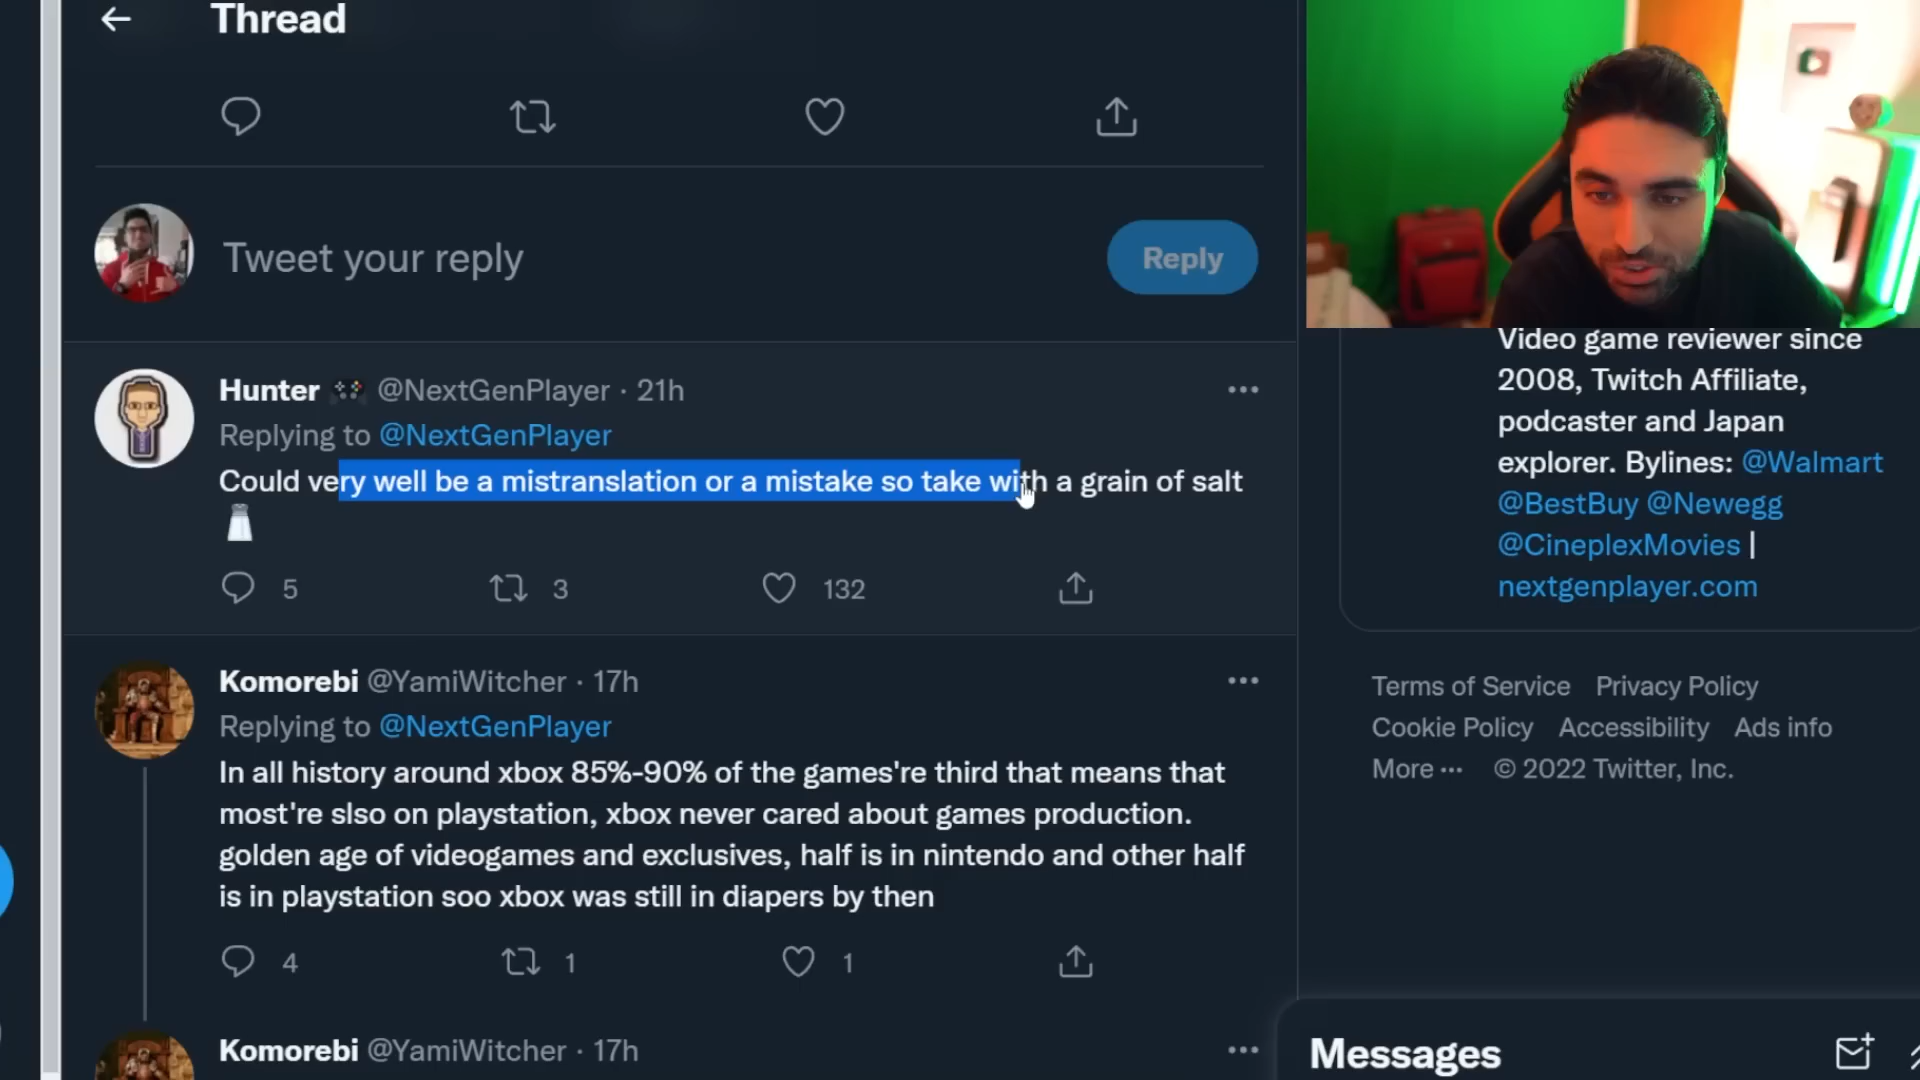 Thread
Tweet your reply
Reply
Hunter @NextGenPlayer · 21h
Replying to @NextGenPlayer
Could very well be a mistranslation or a mistake so take with a grain of salt
5 3 132
Komorebi @YamiWitcher · 17h
Replying to @NextGenPlayer
In all history around xbox 85%-90% of the games're third that means that
most're slso on playstation, xbox never cared about games production.
golden age of videogames and exclusives, half is in nintendo and other half
is in playstation soo xbox was still in diapers by then
4 1 1
Komorebi @YamiWitcher · 17h
Video game reviewer since
2008, Twitch Affiliate,
podcaster and Japan
explorer. Bylines: @Walmart
@BestBuy @Newegg
@CineplexMovies |
nextgenplayer.com
Terms of Service Privacy Policy
Cookie Policy Accessibility Ads info
More ··· © 2022 Twitter, Inc.
Messages